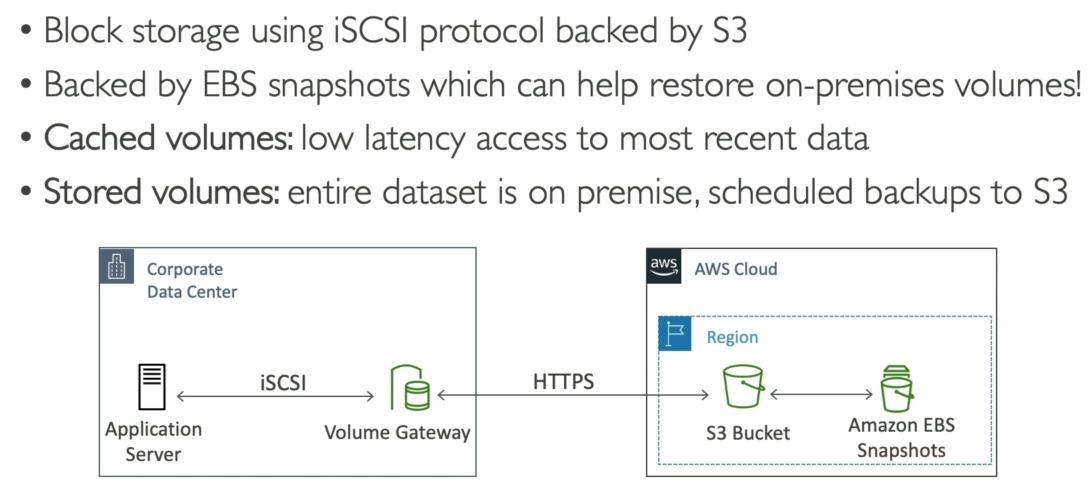 • Block storage using iSCSI protocol backed by S3
• Backed by EBS snapshots which can help restore on-premises volumes!
• Cached volumes: low latency access to most recent data
• Stored volumes: entire dataset is on premise, scheduled backups to S3
Corporate
Data Center
aws
AWS Cloud
Region
iSCSI
HTTPS
Application
Server
Volume Gateway
S3 Bucket
Amazon EBS
Snapshots